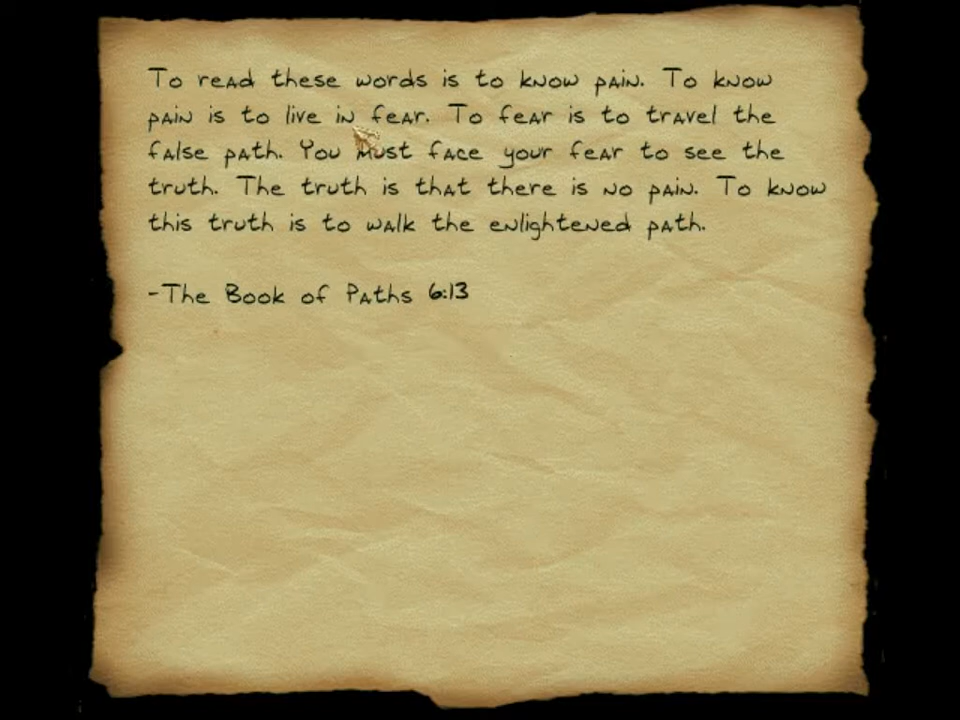 To read these words is to know pain. To know
pain is to live in fear. To fear is to travel the
false path. You must face your fear to see the
truth. The truth is that there is no pain. To know
this truth is to walk the enlightened path.
-The Book of Paths 6:13